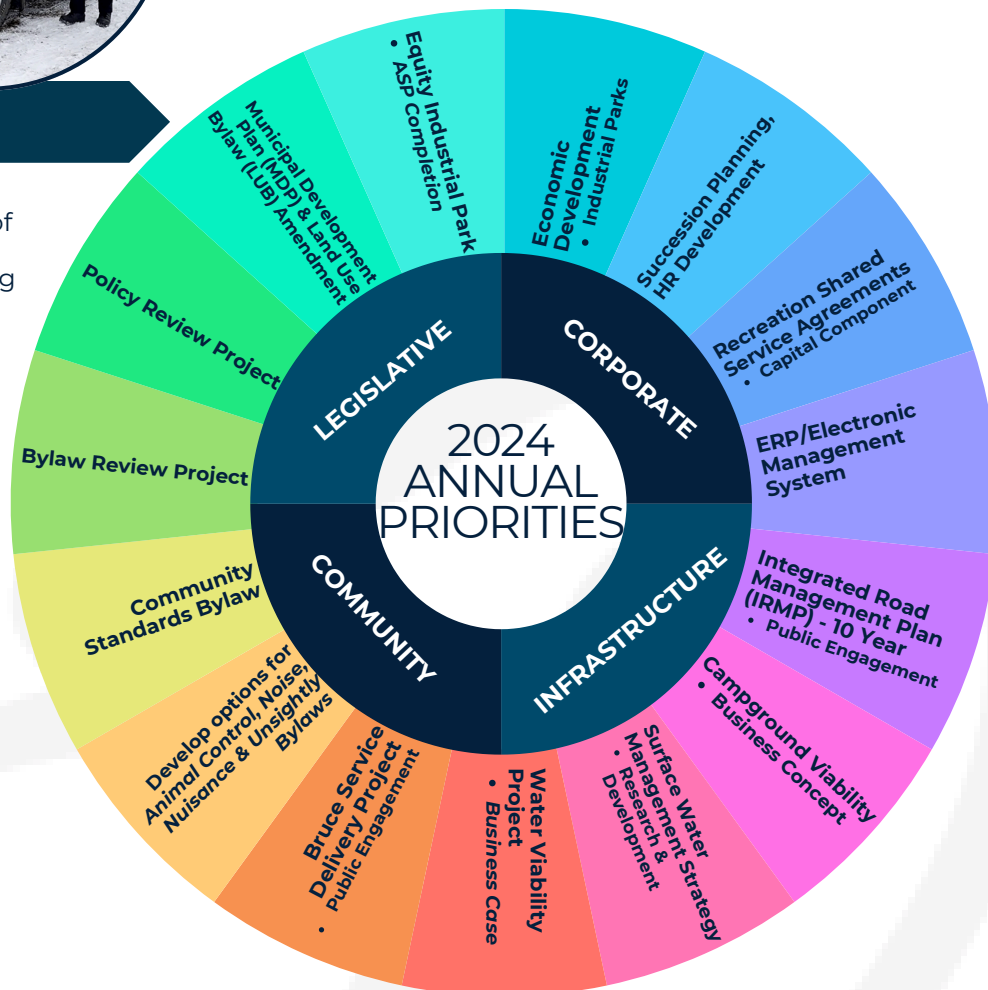 of
g
2024
ANNUAL
PRIORITIES
LEGISLATIVE
CORPORATE
INFRASTRUCTURE
COMMUNITY
Economic
Development
• Industrial Parks
Succession Planning,
HR Development
Recreation Shared
Service Agreements
• Capital Component
ERP/Electronic
Management
System
Integrated Road
Management Plan
(IRMP) - 10 Year
• Public Engagement
Campground Viability
• Business Concept
Surface Water
Management Strategy
• Research &
Development
Water Viability
Project
• Business Case
Bruce Service
Delivery Project
• Public Engagement
Develop options for
Animal Control, Noise,
Nuisance & Unsightly
Bylaws
Community
Standards Bylaw
Bylaw Review Project
Policy Review Project
Municipal Development
Plan (MDP) & Land Use
Bylaw (LUB) Amendment
Equity Industrial Park
• ASP Completion